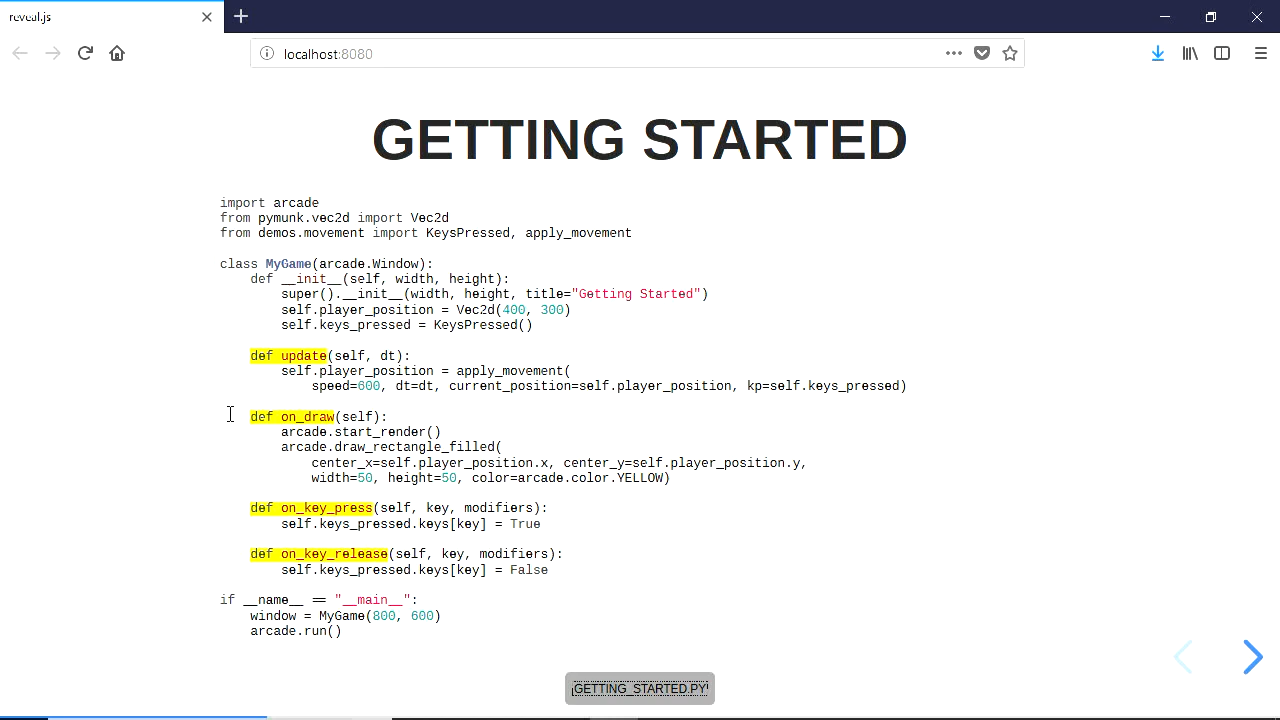 reveal.js
localhost:8080
GETTING STARTED
import arcade
from pymunk.vec2d import Vec2d
from demos.movement import KeysPressed, apply_movement
class MyGame(arcade.Window):
    def __init__(self, width, height):
        super().__init__(width, height, title="Getting Started")
        self.player_position = Vec2d(400, 300)
        self.keys_pressed = KeysPressed()
    def update(self, dt):
        self.player_position = apply_movement(
            speed=600, dt=dt, current_position=self.player_position, kp=self.keys_pressed)
    def on_draw(self):
        arcade.start_render()
        arcade.draw_rectangle_filled(
            center_x=self.player_position.x, center_y=self.player_position.y,
            width=50, height=50, color=arcade.color.YELLOW)
    def on_key_press(self, key, modifiers):
        self.keys_pressed.keys[key] = True
    def on_key_release(self, key, modifiers):
        self.keys_pressed.keys[key] = False
if __name__ == "__main__":
    window = MyGame(800, 600)
    arcade.run()
GETTING_STARTED.PY